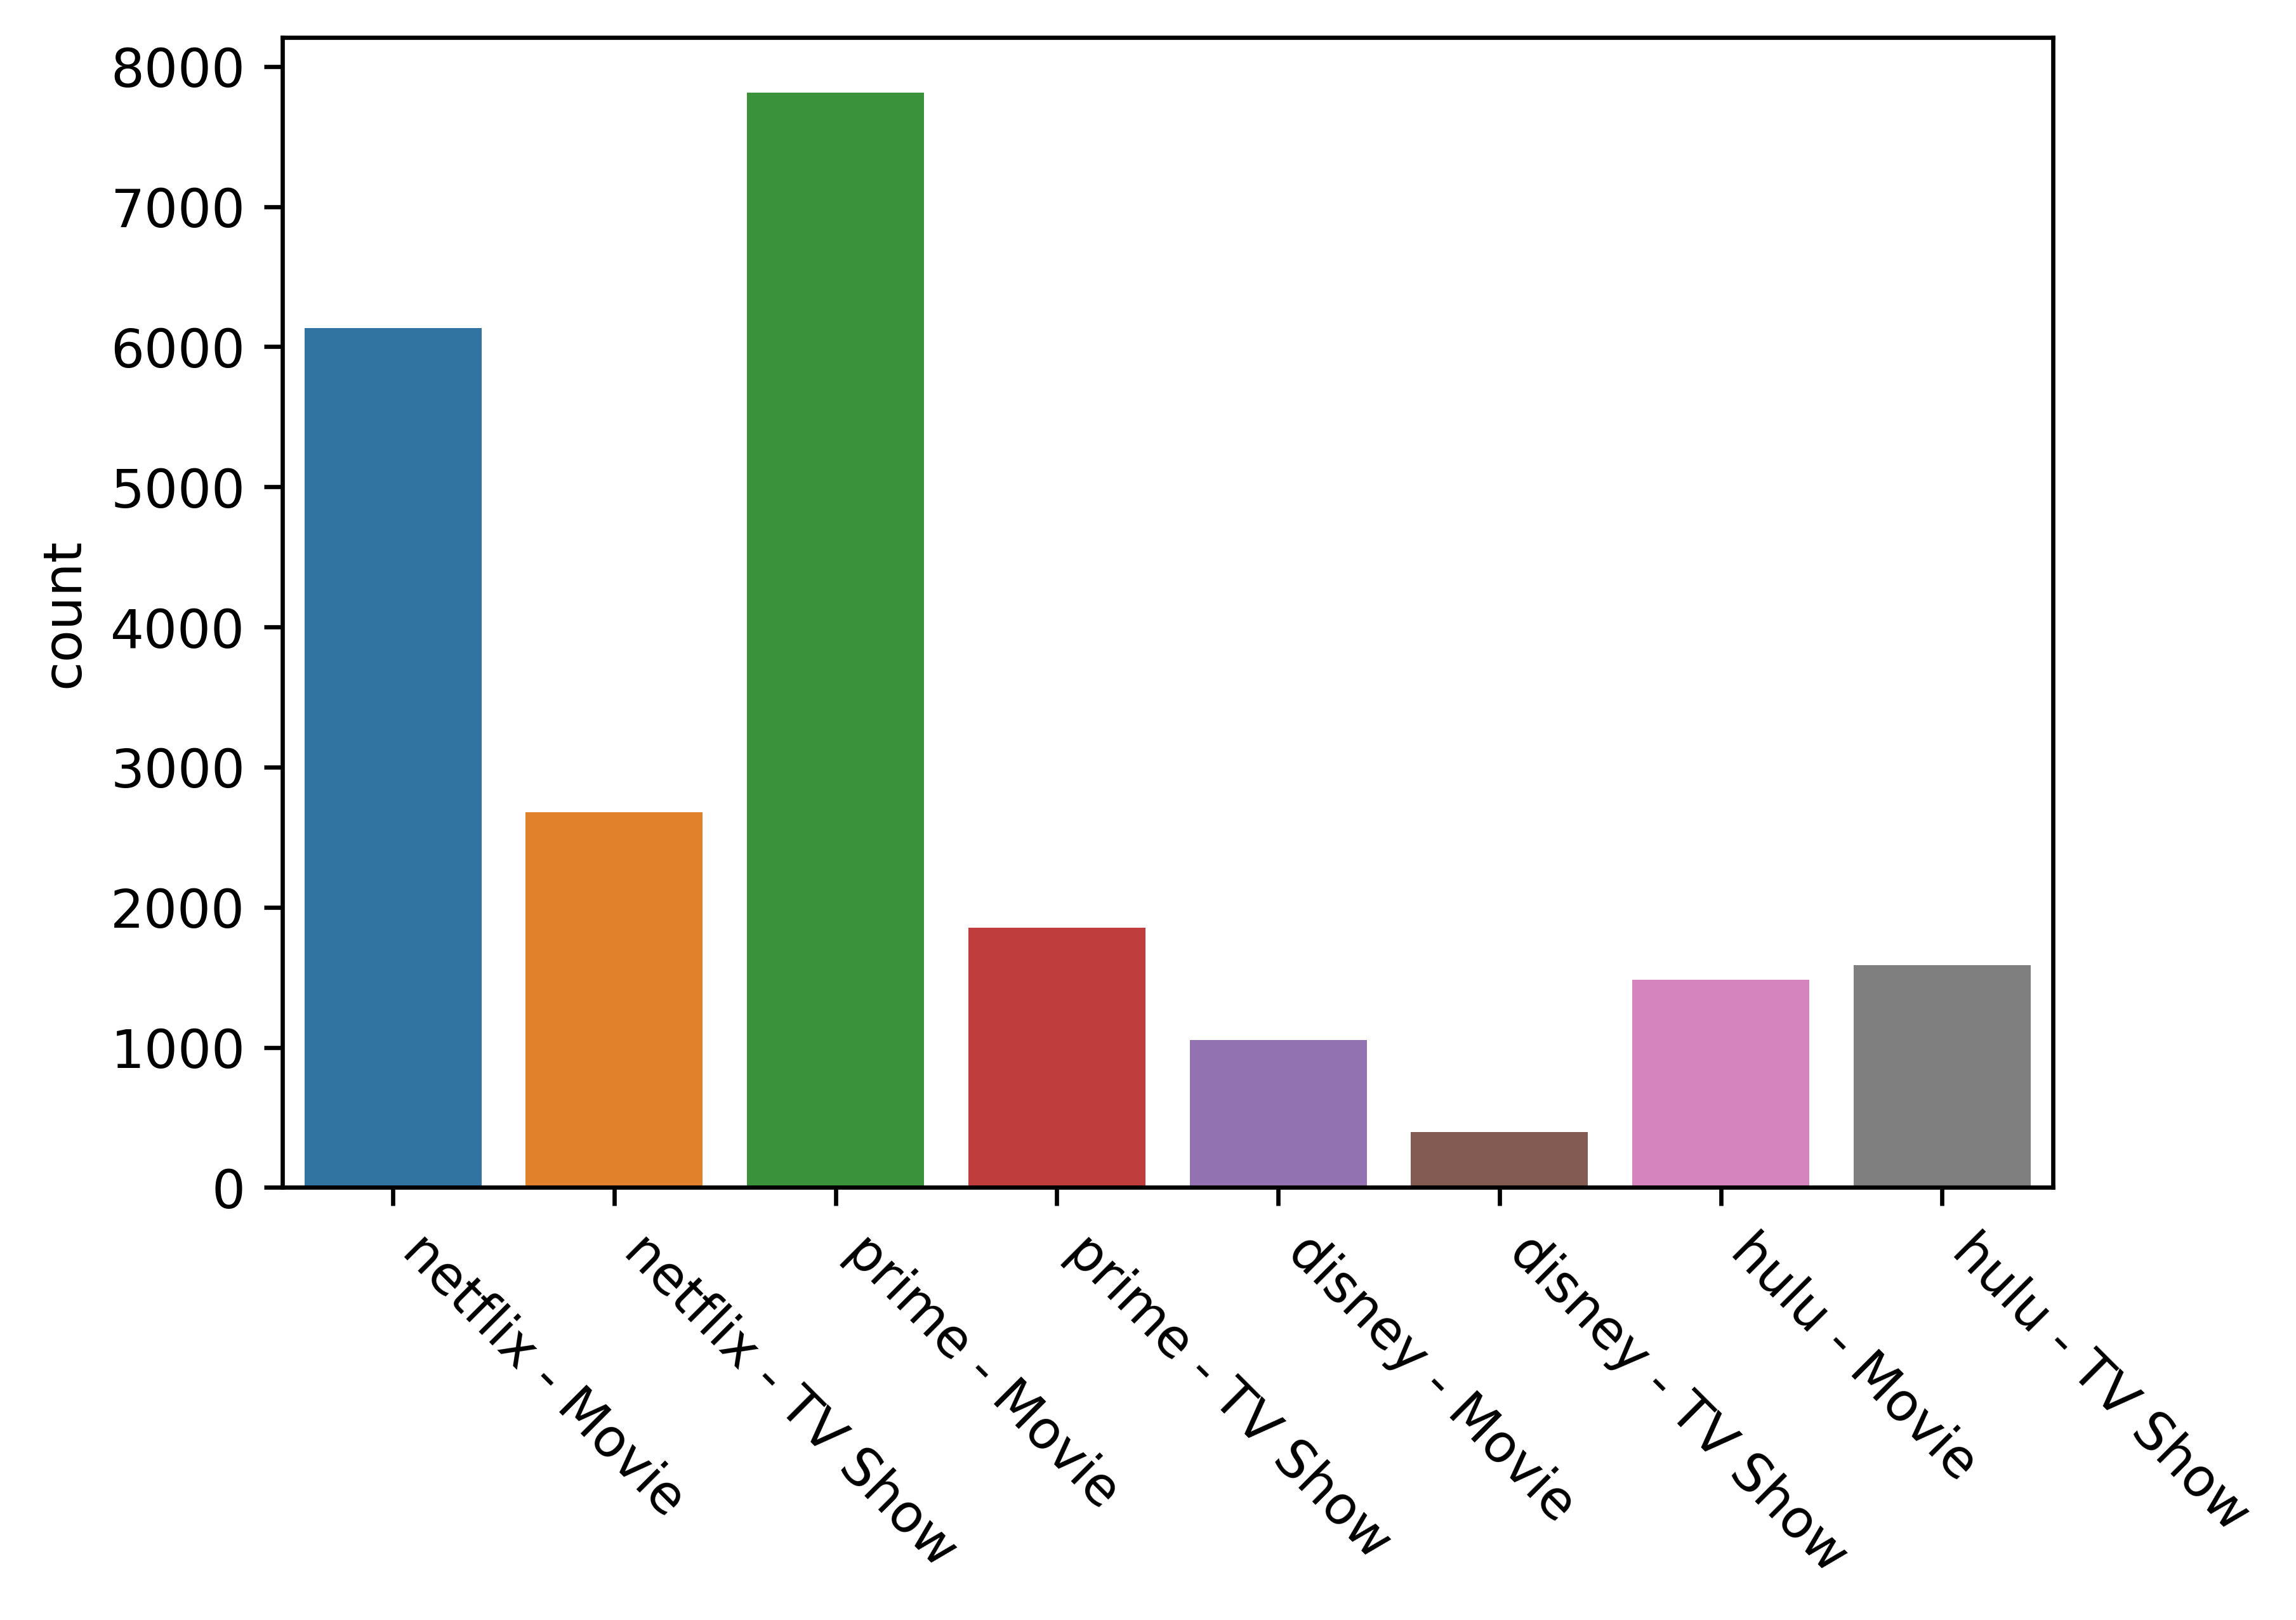 8000
7000
6000
5000
4000
3000
2000
1000
0
count
netflix - Movie
netflix - TV Show
prime - Movie
prime - TV Show
disney - Movie
disney - TV Show
hulu - Movie
hulu - TV Show